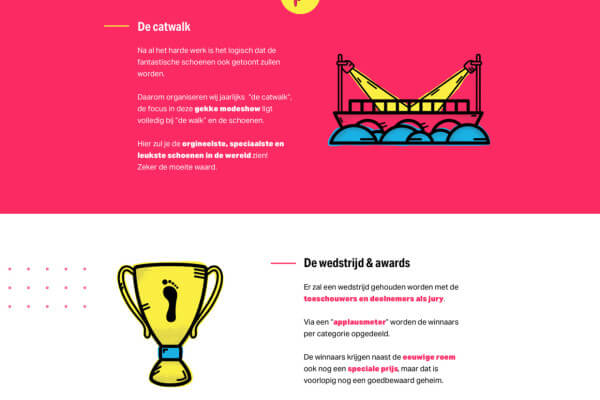 De catwalk
Na al het harde werk is het logisch dat de
fantastische schoenen ook getoont zullen
worden.
Daarom organiseren wij jaarlijks "de catwalk",
de focus in deze gekke modeshow ligt
volledig bij "de walk" en de schoenen.
Hier zul je de orgineelste, speciaalste en
leukste schoenen in de wereld zien!
Zeker de moeite waard.
De wedstrijd & awards
Er zal een wedstrijd gehouden worden met de
toeschouwers en deelnemers als jury.
Via een "applausmeter" worden de winnaars
per categorie opgedeeld.
De winnaars krijgen naast de eeuwige roem
ook nog een speciale prijs, maar dat is
voorlopig nog een goedbewaard geheim.